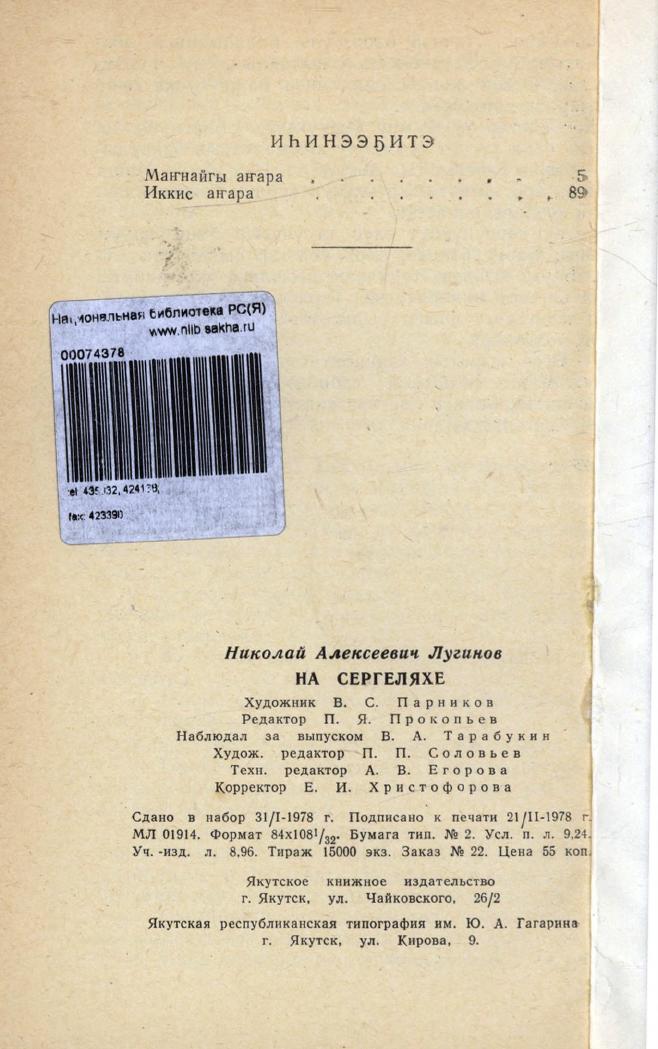 ИҺИНЭЭҔИТЭ
Маҥнайгы аҥара . . . . . . . . 5
Иккис аҥара . . . . . . . . 89
Национальная библиотека РС(Я)
www.nlib.sakha.ru
00074378
fax: 423390
Николай Алексеевич Лугинов
НА СЕРГЕЛЯХЕ
Художник В. С. Парников
Редактор П. Я. Прокопьев
Наблюдал за выпуском В. А. Тарабукин
Худож. редактор П. П. Соловьев
Техн. редактор А. В. Егорова
Корректор Е. И. Христофорова
Сдано в набор 31/I-1978 г. Подписано к печати 21/II-1978 г.
МЛ 01914. Формат 84x108¹/₃₂. Бумага тип. № 2. Усл. п. л. 9,24.
Уч.-изд. л. 8,96. Тираж 15000 экз. Заказ № 22. Цена 55 коп.
Якутское книжное издательство
г. Якутск, ул. Чайковского, 26/2
Якутская республиканская типография им. Ю. А. Гагарина
г. Якутск, ул. Кирова, 9.